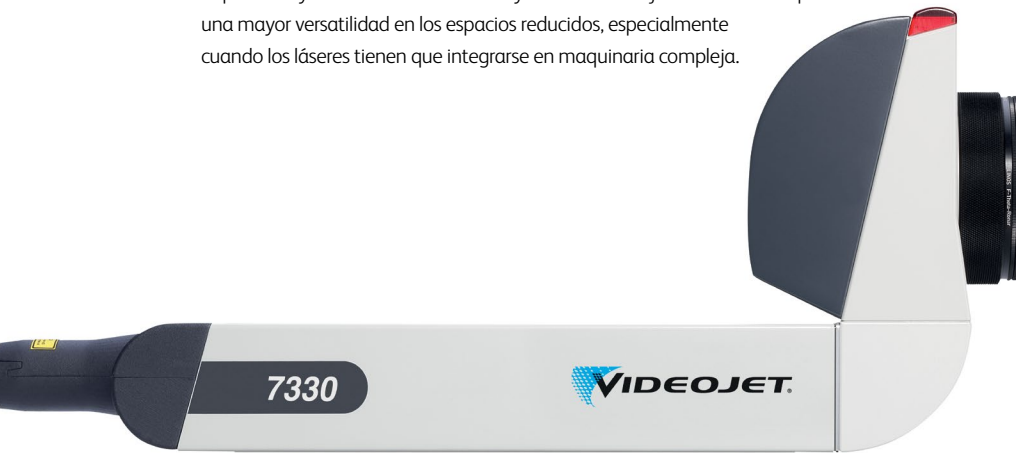 una mayor versatilidad en los espacios reducidos, especialmente
cuando los láseres tienen que integrarse en maquinaria compleja.
7330
VIDEOJET.